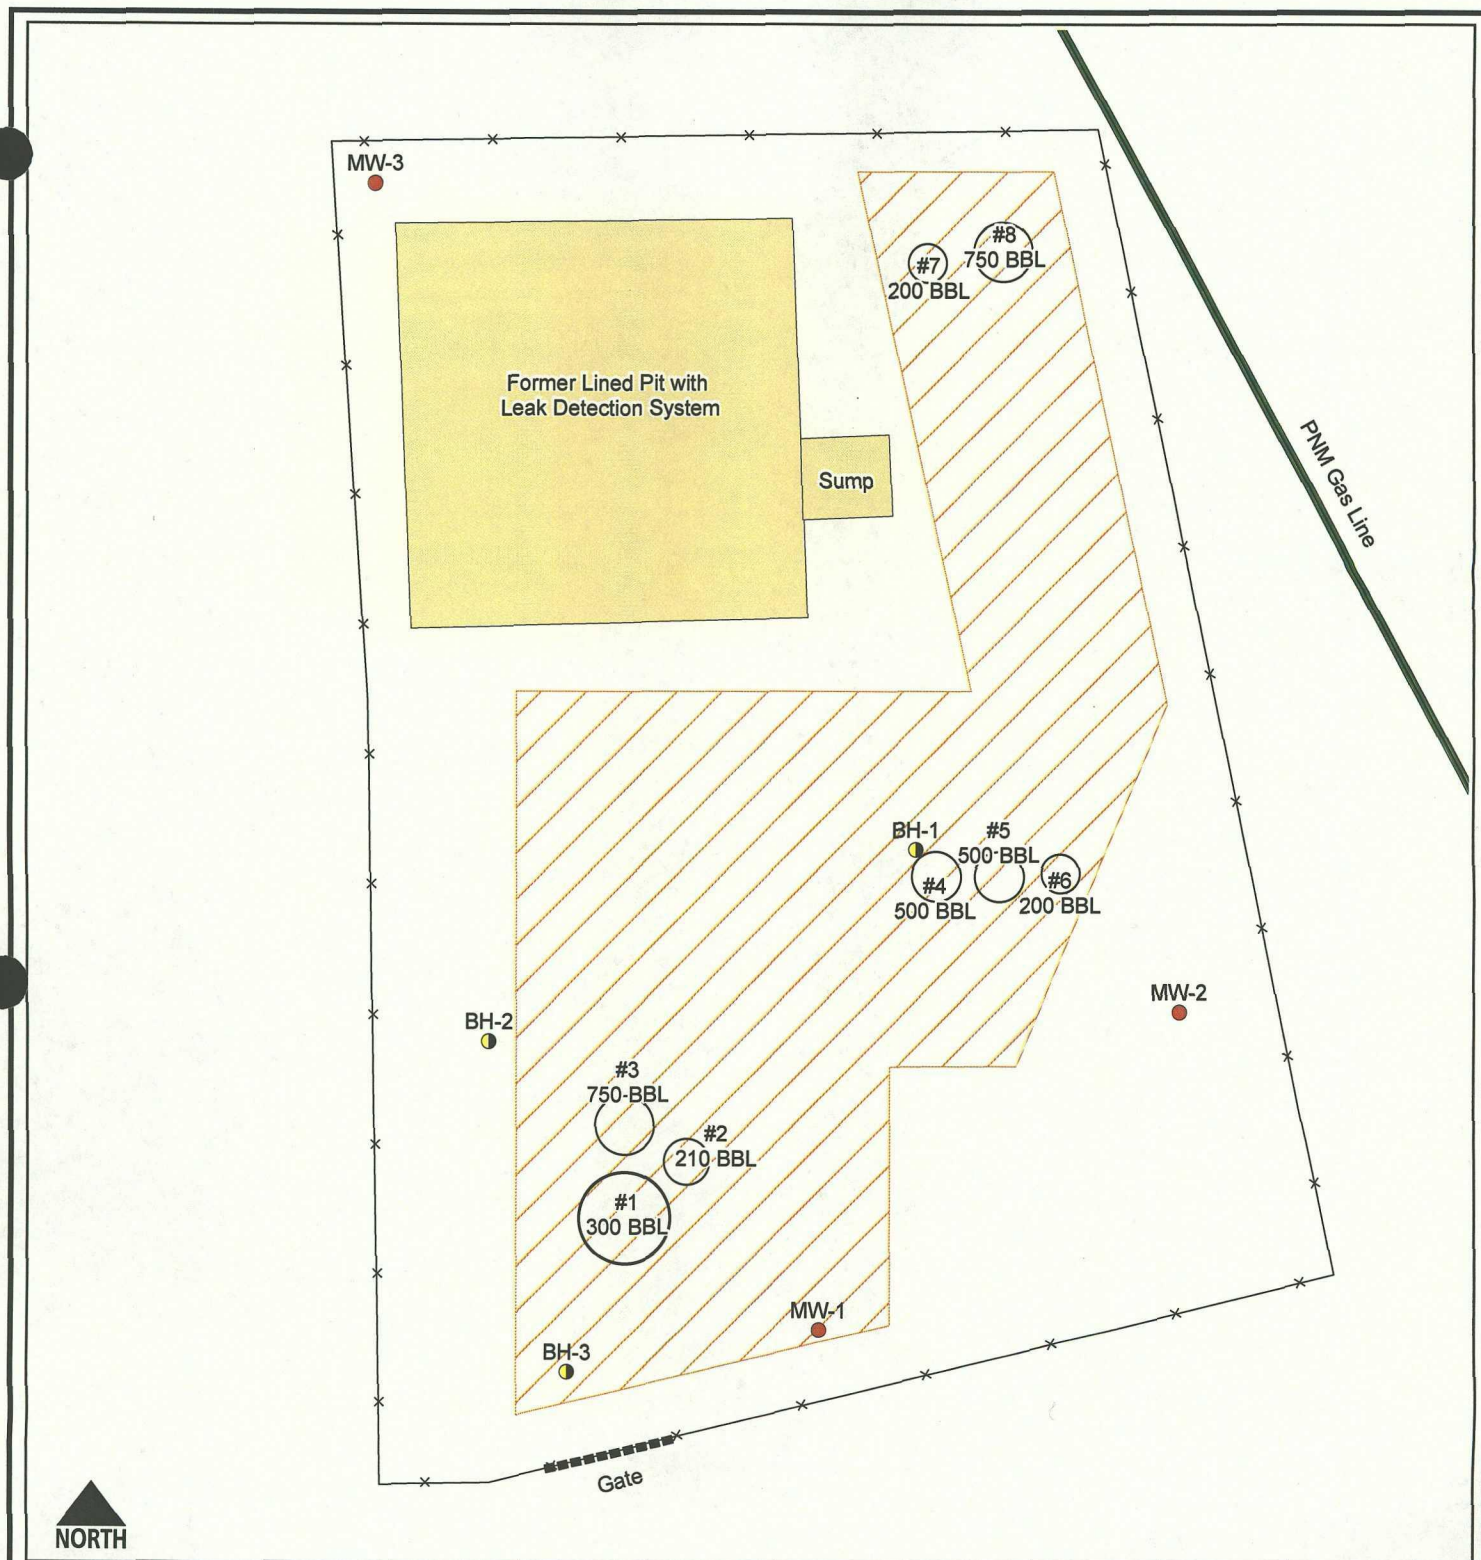 MW-3
#8
750 BBL
#7
200 BBL
Former Lined Pit with
Leak Detection System
Sump
PNM Gas Line
BH-1
#5
500 BBL
#4
500 BBL
#6
200 BBL
MW-2
BH-2
#3
750 BBL
#2
210 BBL
#1
300 BBL
MW-1
BH-3
Gate
NORTH